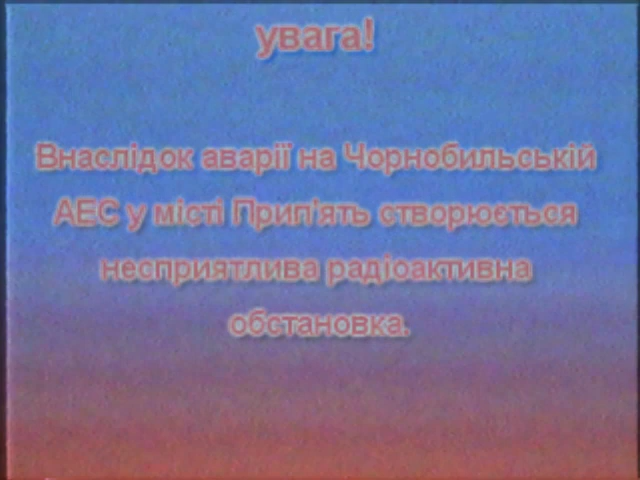 увага!
Внаслідок аварії на Чорнобильській
АЕС у місті Прип'ять створюється
несприятлива радіоактивна
обстановка.